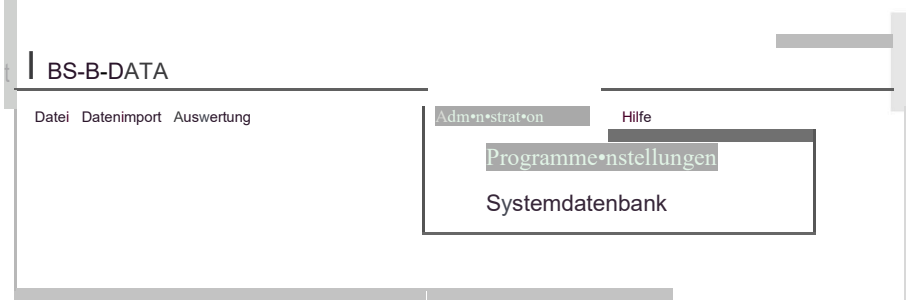 BS-B-DATA
Datei Datenimport Auswertung Adm•n•strat•on Hilfe
Programme•nstellungen
Systemdatenbank